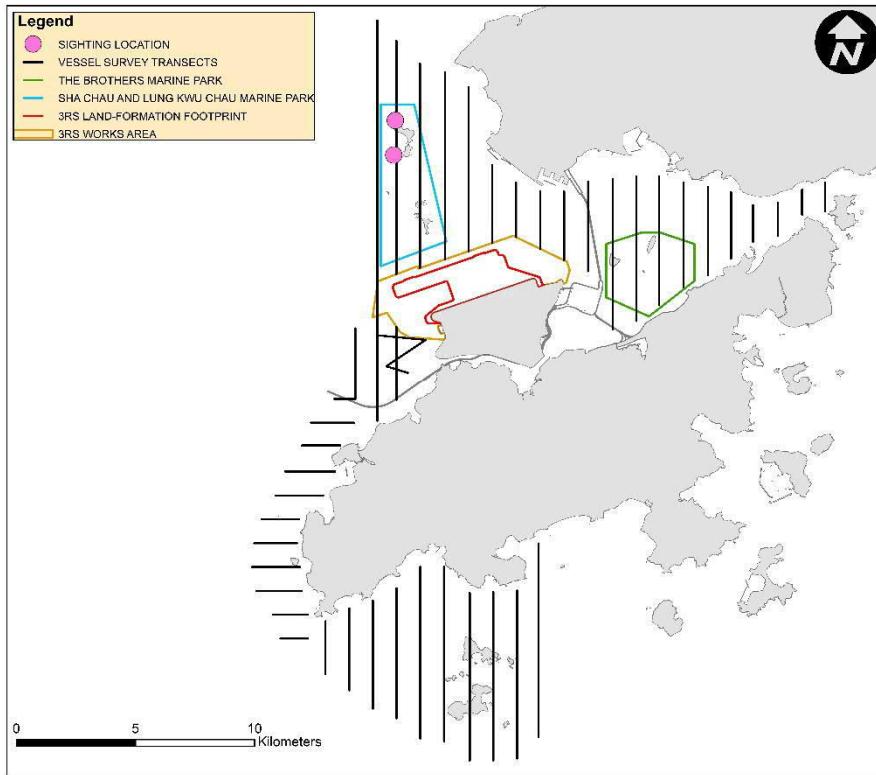 Legend
SIGHTING LOCATION
VESSEL SURVEY TRANSECTS
THE BROTHERS MARINE PARK
SHA CHAU AND LUNG KWU CHAU MARINE PARK
3RS LAND-FORMATION FOOTPRINT
3RS WORKS AREA
N
0 5 10
Kilometers